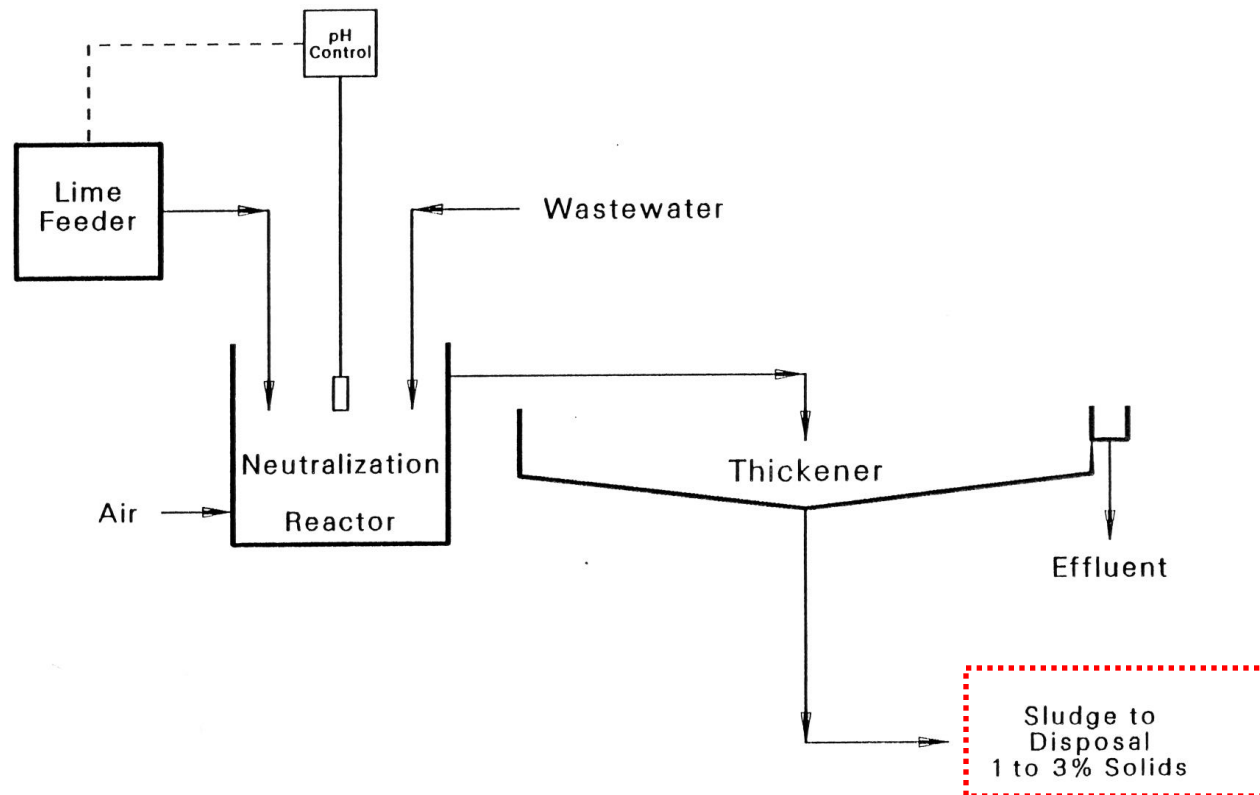 pH
Control
Lime
Feeder
Wastewater
Neutralization
Reactor
Air
Thickener
Effluent
Sludge to
Disposal
1 to 3% Solids